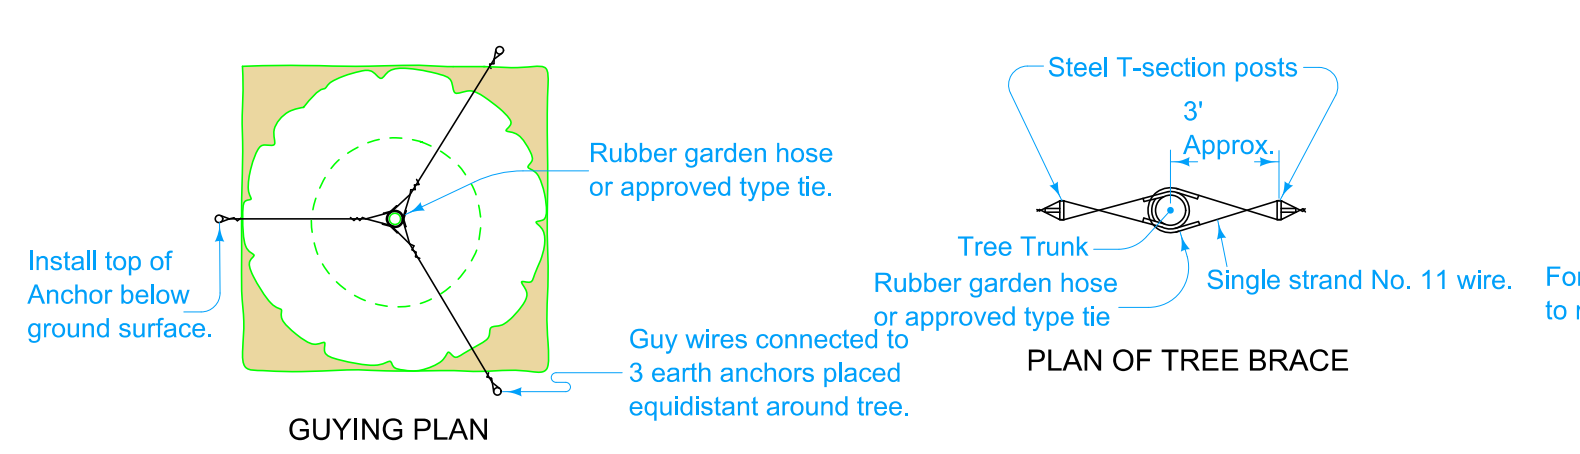 Rubber garden hose
or approved type tie.
Install top of
Anchor below
ground surface.
Guy wires connected to
3 earth anchors placed
equidistant around tree.
GUYING PLAN
Steel T-section posts
3'
Approx.
Tree Trunk
Rubber garden hose
or approved type tie
Single strand No. 11 wire.
PLAN OF TREE BRACE
to